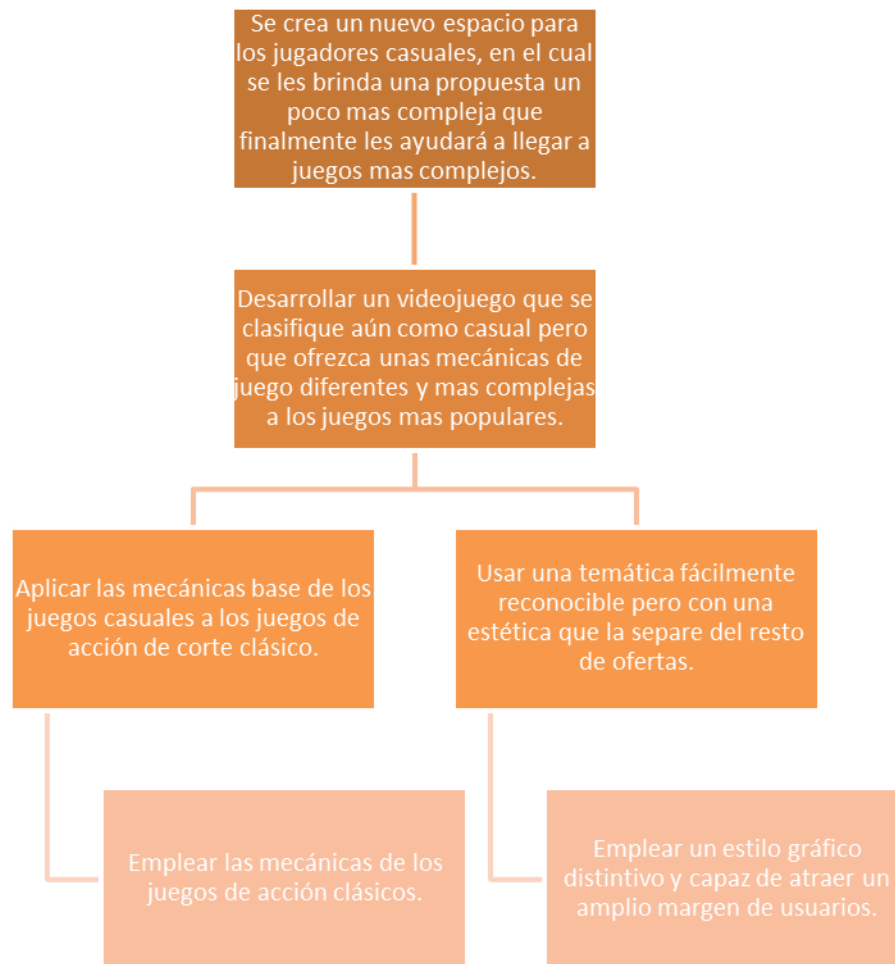 Se crea un nuevo espacio para
los jugadores casuales, en el cual
se les brinda una propuesta un
poco mas compleja que
finalmente les ayudará a llegar a
juegos mas complejos.
Desarrollar un videojuego que se
clasifique aún como casual pero
que ofrezca unas mecánicas de
juego diferentes y mas complejas
a los juegos mas populares.
Aplicar las mecánicas base de los
juegos casuales a los juegos de
acción de corte clásico.
Usar una temática fácilmente
reconocible pero con una
estética que la separe del resto
de ofertas.
Emplear las mecánicas de los
juegos de acción clásicos.
Emplear un estilo gráfico
distintivo y capaz de atraer un
amplio margen de usuarios.